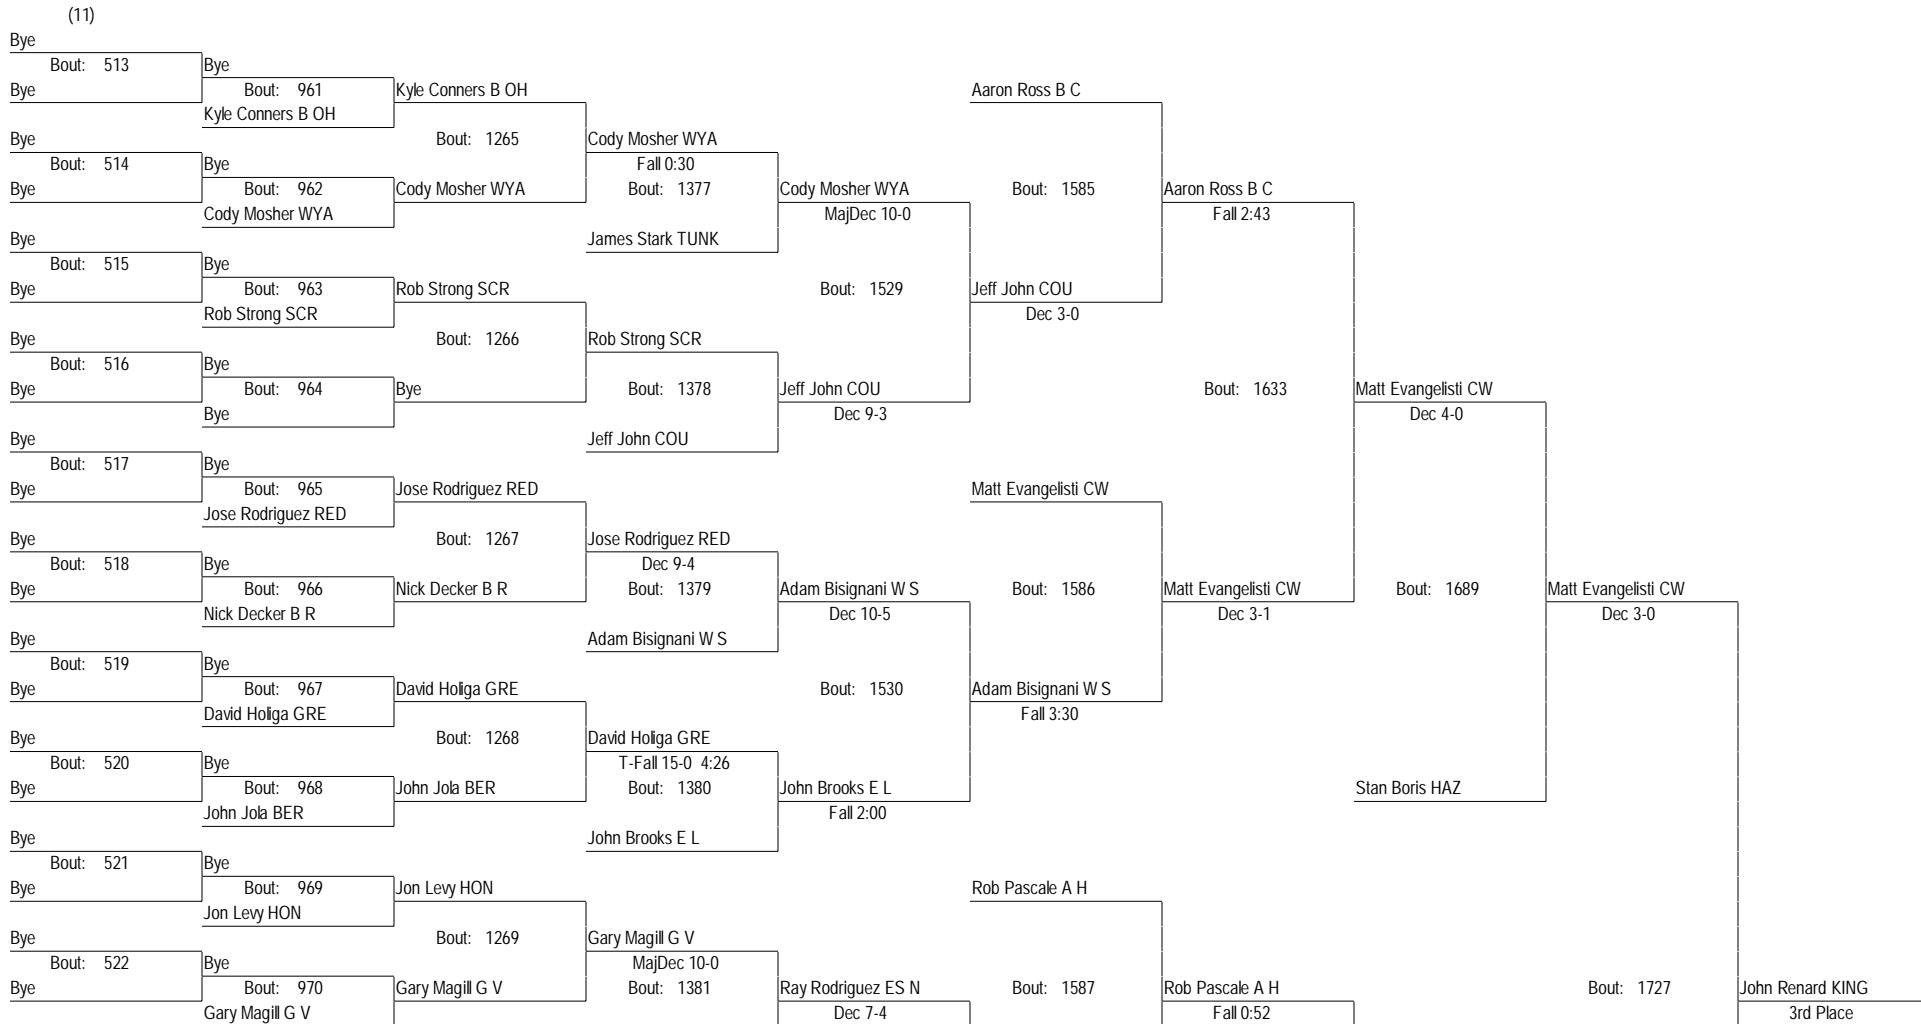 (11)
Bye
Bout: 513 Bye
Bye Bout: 961 Kyle Conners B OH Aaron Ross B C
Kyle Conners B OH
Bye Bout: 1265 Cody Mosher WYA
Bout: 514 Bye Fall 0:30
Bye Bout: 962 Cody Mosher WYA Bout: 1377 Cody Mosher WYA Bout: 1585 Aaron Ross B C
Cody Mosher WYA MajDec 10-0 Fall 2:43
Bye James Stark TUNK
Bout: 515 Bye
Bye Bout: 963 Rob Strong SCR Bout: 1529 Jeff John COU
Rob Strong SCR Dec 3-0
Bye Bout: 1266 Rob Strong SCR
Bout: 516 Bye
Bye Bout: 964 Bye Bout: 1378 Jeff John COU Bout: 1633 Matt Evangelisti CW
Bye Dec 9-3 Dec 4-0
Bye Jeff John COU
Bout: 517 Bye
Bye Bout: 965 Jose Rodriguez RED Matt Evangelisti CW
Jose Rodriguez RED
Bye Bout: 1267 Jose Rodriguez RED
Bout: 518 Bye Dec 9-4
Bye Bout: 966 Nick Decker B R Bout: 1379 Adam Bisignani W S Bout: 1586 Matt Evangelisti CW Bout: 1689 Matt Evangelisti CW
Nick Decker B R Dec 10-5 Dec 3-1 Dec 3-0
Bye Adam Bisignani W S
Bout: 519 Bye
Bye Bout: 967 David Holiga GRE Bout: 1530 Adam Bisignani W S
David Holiga GRE Fall 3:30
Bye Bout: 1268 David Holiga GRE
Bout: 520 Bye T-Fall 15-0 4:26
Bye Bout: 968 John Jola BER Bout: 1380 John Brooks E L Stan Boris HAZ
John Jola BER Fall 2:00
Bye John Brooks E L
Bout: 521 Bye
Bye Bout: 969 Jon Levy HON Rob Pascale A H
Jon Levy HON
Bye Bout: 1269 Gary Magill G V
Bout: 522 Bye MajDec 10-0
Bye Bout: 970 Gary Magill G V Bout: 1381 Ray Rodriguez ES N Bout: 1587 Rob Pascale A H Bout: 1727 John Renard KING
Gary Magill G V Dec 7-4 Fall 0:52 3rd Place